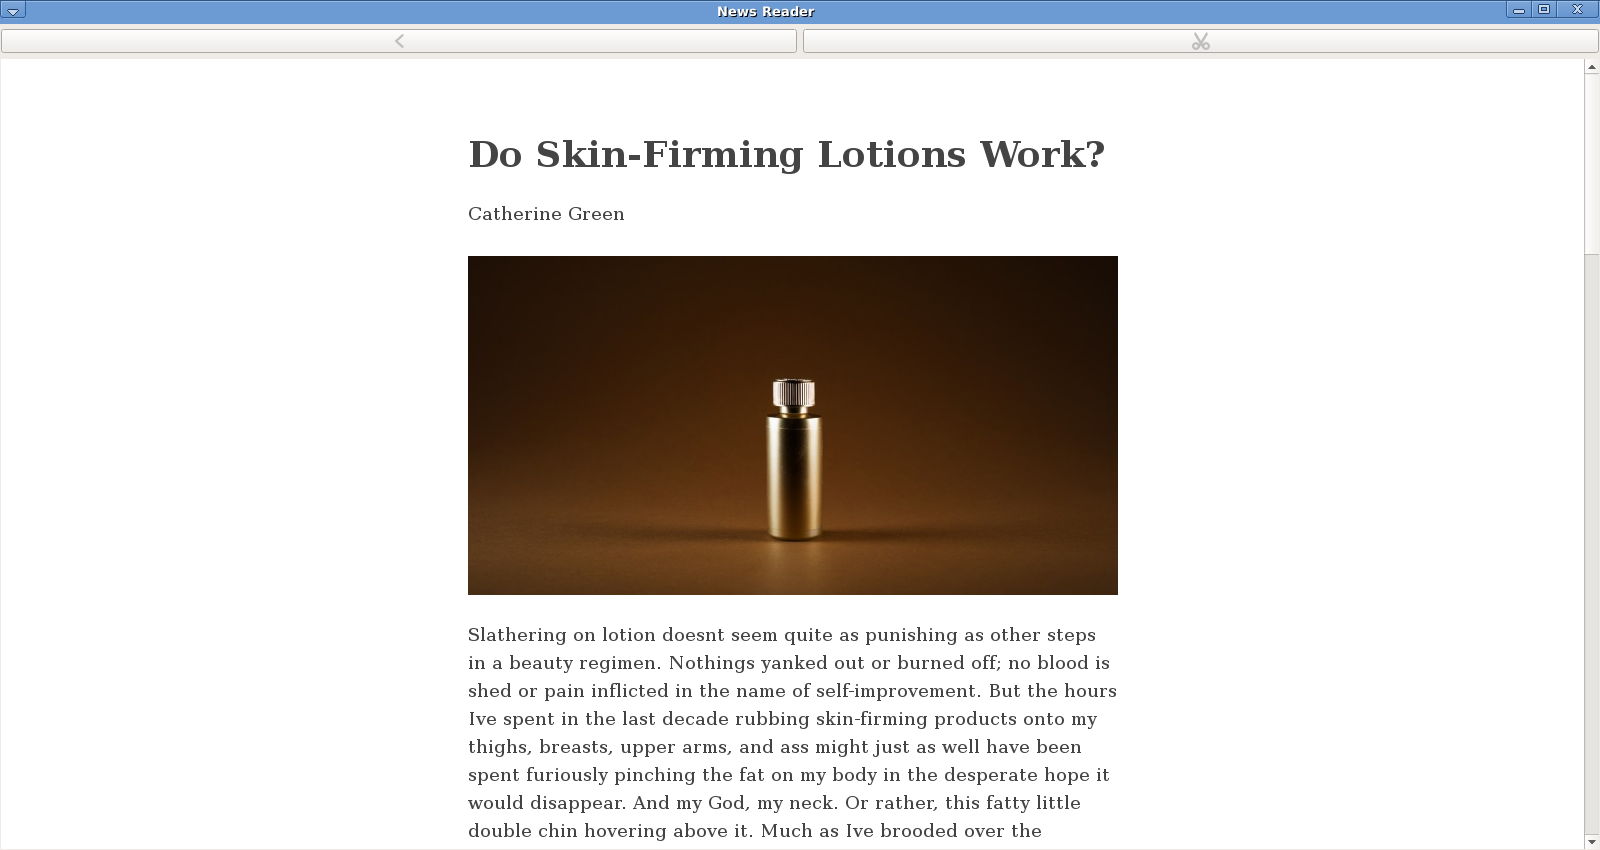 News Reader
Do Skin-Firming Lotions Work?
Catherine Green
Slathering on lotion doesnt seem quite as punishing as other steps
in a beauty regimen. Nothings yanked out or burned off; no blood is
shed or pain inflicted in the name of self-improvement. But the hours
Ive spent in the last decade rubbing skin-firming products onto my
thighs, breasts, upper arms, and ass might just as well have been
spent furiously pinching the fat on my body in the desperate hope it
would disappear. And my God, my neck. Or rather, this fatty little
double chin hovering above it. Much as Ive brooded over the